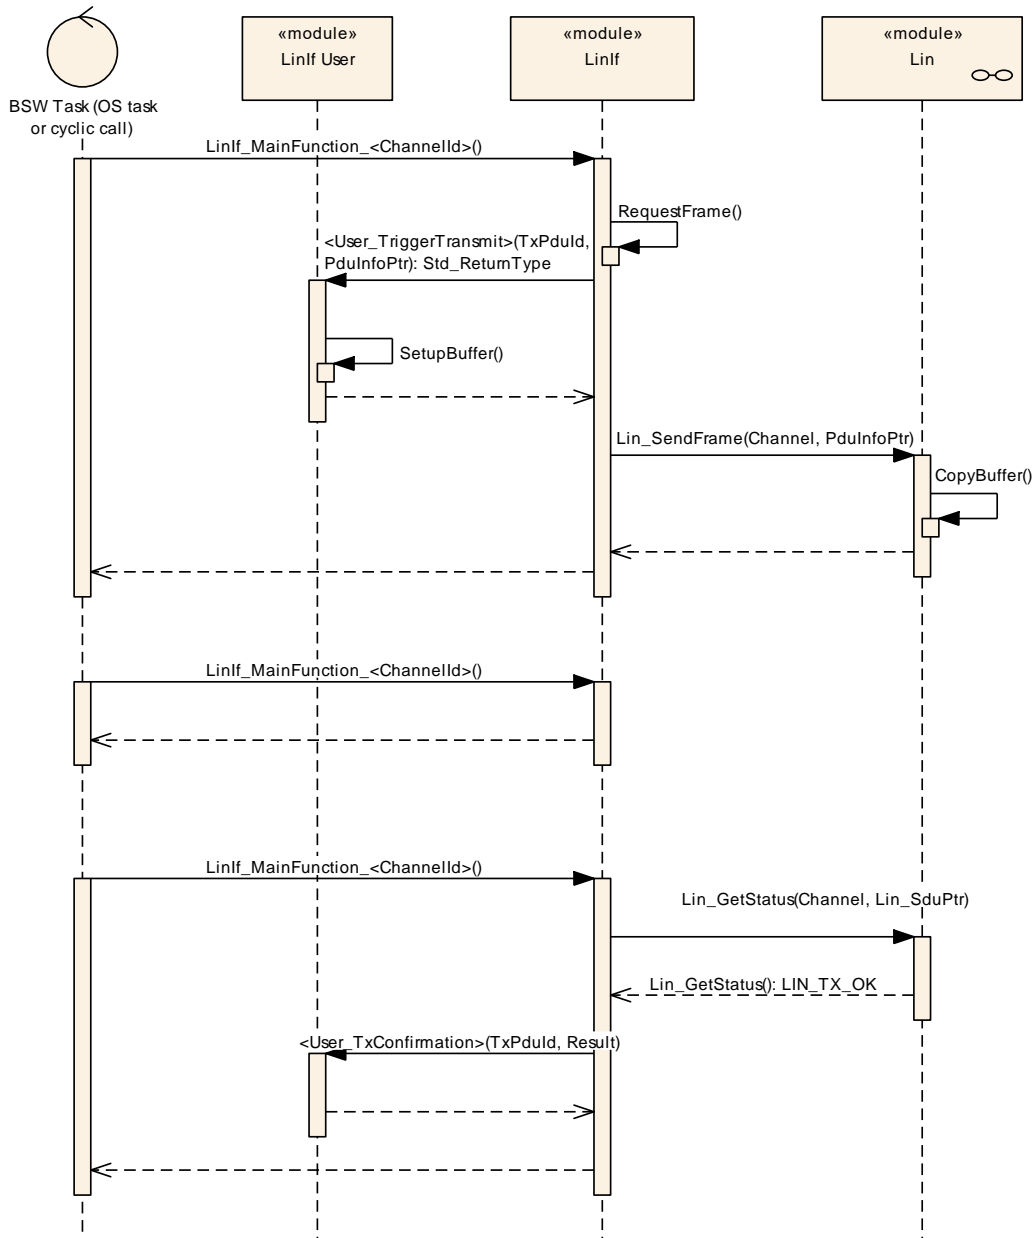 «module»
LinIf User
«module»
LinIf
«module»
Lin
BSW Task (OS task
or cyclic call)
LinIf_MainFunction_<ChannelId>()
RequestFrame()
<User_TriggerTransmit>(TxPduId,
PduInfoPtr): Std_ReturnType
SetupBuffer()
Lin_SendFrame(Channel, PduInfoPtr)
CopyBuffer()
LinIf_MainFunction_<ChannelId>()
LinIf_MainFunction_<ChannelId>()
Lin_GetStatus(Channel, Lin_SduPtr)
Lin_GetStatus(): LIN_TX_OK
<User_TxConfirmation>(TxPduId, Result)